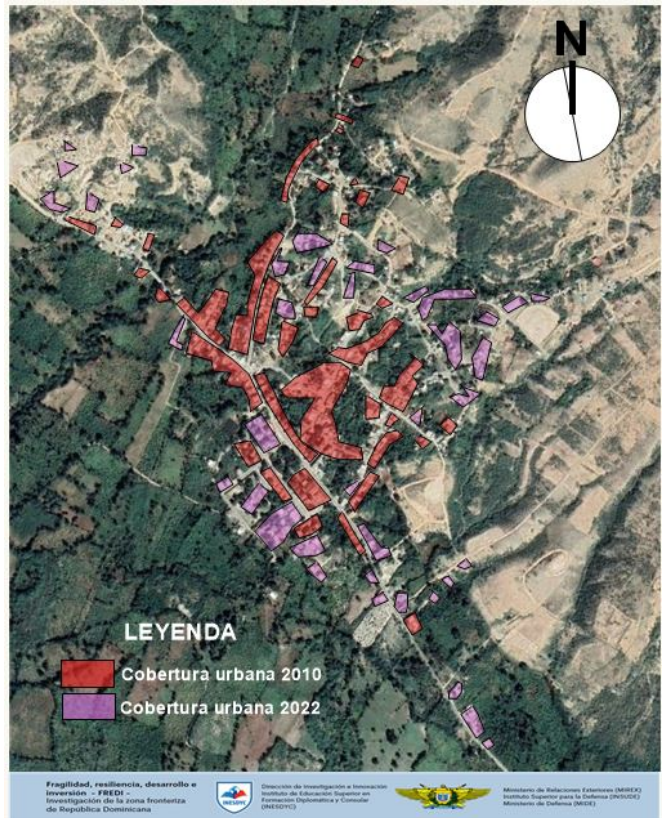 N
LEYENDA
Cobertura urbana 2010
Cobertura urbana 2022
Fragilidad, resiliencia, desarrollo e
inversión - FREDI -
Investigación de la zona fronteriza
de República Dominicana
INESDYC
Dirección de Investigación e Innovación
Instituto de Educación Superior en
Formación Diplomática y Consular
(INESDYC)
Ministerio de Relaciones Exteriores (MIREX)
Instituto Superior para la Defensa (INSUDE)
Ministerio de Defensa (MIDE)